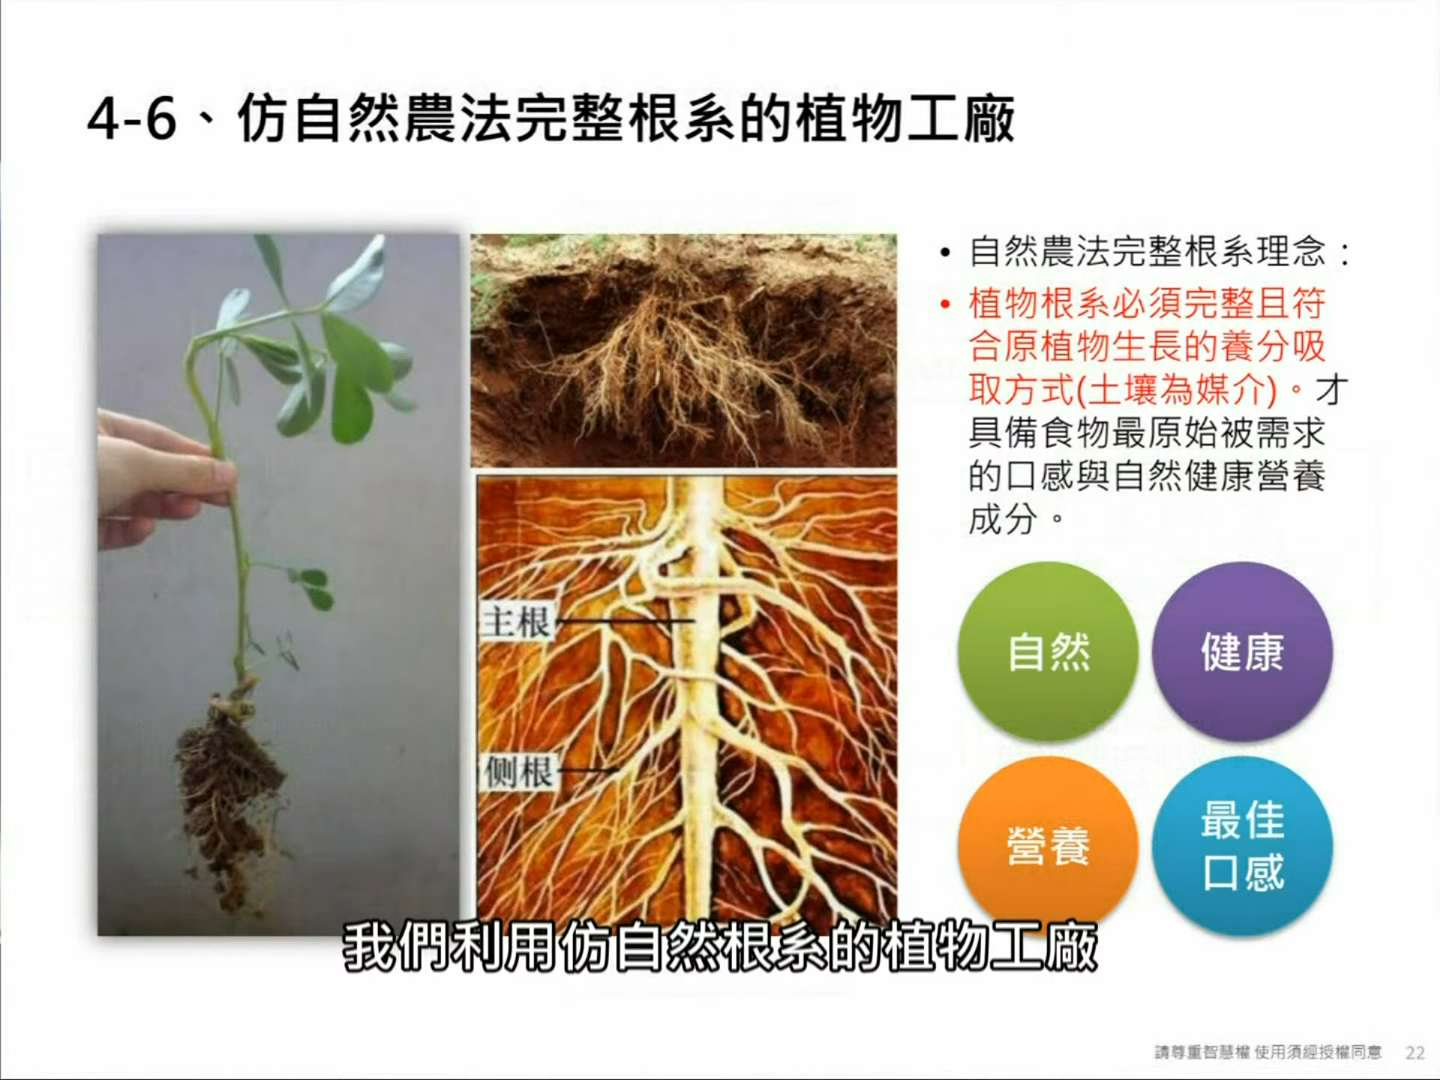 4-6、仿自然農法完整根系的植物工廠
• 自然農法完整根系理念：
• 植物根系必須完整且符
合原植物生長的養分吸
取方式(土壤為媒介)。才
具備食物最原始被需求
的口感與自然健康營養
成分。
主根
侧根
自然
健康
營養
最佳
口感
我們利用仿自然根系的植物工廠
請尊重智慧權 使用須經授權同意 22